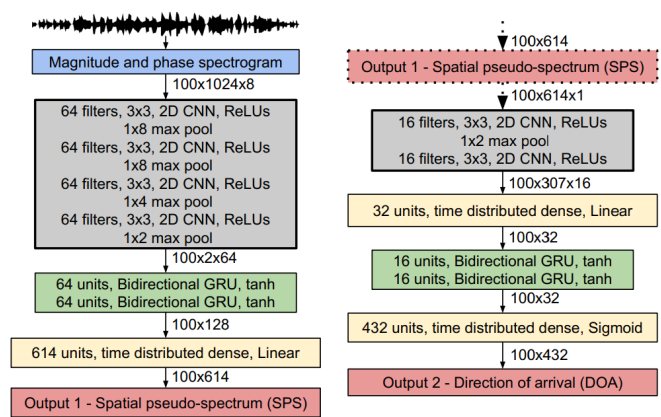 Magnitude and phase spectrogram
100x1024x8
64 filters, 3x3, 2D CNN, ReLUs
1x8 max pool
64 filters, 3x3, 2D CNN, ReLUs
1x8 max pool
64 filters, 3x3, 2D CNN, ReLUs
1x4 max pool
64 filters, 3x3, 2D CNN, ReLUs
1x2 max pool
100x2x64
64 units, Bidirectional GRU, tanh
64 units, Bidirectional GRU, tanh
100x128
614 units, time distributed dense, Linear
100x614
Output 1 - Spatial pseudo-spectrum (SPS)
100x614
Output 1 - Spatial pseudo-spectrum (SPS)
100x614x1
16 filters, 3x3, 2D CNN, ReLUs
1x2 max pool
16 filters, 3x3, 2D CNN, ReLUs
100x307x16
32 units, time distributed dense, Linear
100x32
16 units, Bidirectional GRU, tanh
16 units, Bidirectional GRU, tanh
100x32
432 units, time distributed dense, Sigmoid
100x432
Output 2 - Direction of arrival (DOA)